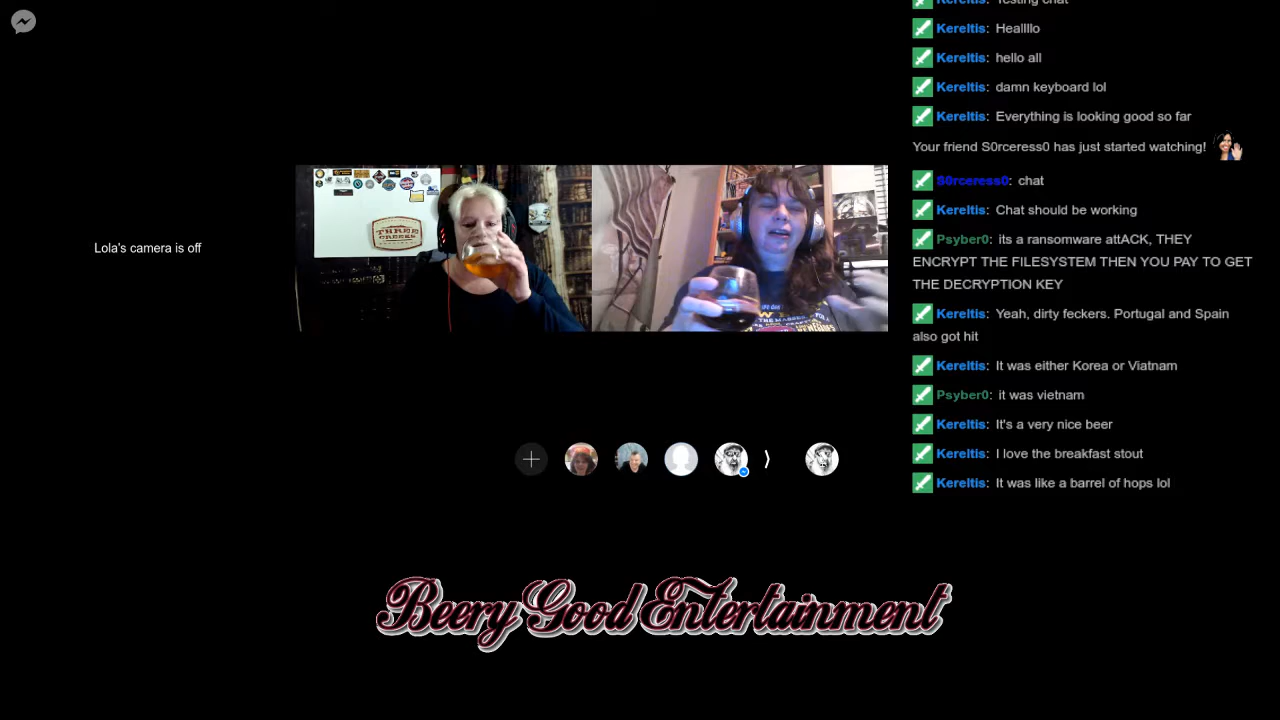 Testing chat
Kereltis: Heallllo
Kereltis: hello all
Kereltis: damn keyboard lol
Kereltis: Everything is looking good so far
Your friend S0rceress0 has just started watching!
S0rceress0: chat
Kereltis: Chat should be working
Psyber0: its a ransomware attACK, THEY
ENCRYPT THE FILESYSTEM THEN YOU PAY TO GET
THE DECRYPTION KEY
Kereltis: Yeah, dirty feckers. Portugal and Spain
also got hit
Kereltis: It was either Korea or Viatnam
Psyber0: it was vietnam
Kereltis: It's a very nice beer
Kereltis: I love the breakfast stout
Kereltis: It was like a barrel of hops lol
Lola's camera is off
THREE
CREEKS
Beery Good Entertainment